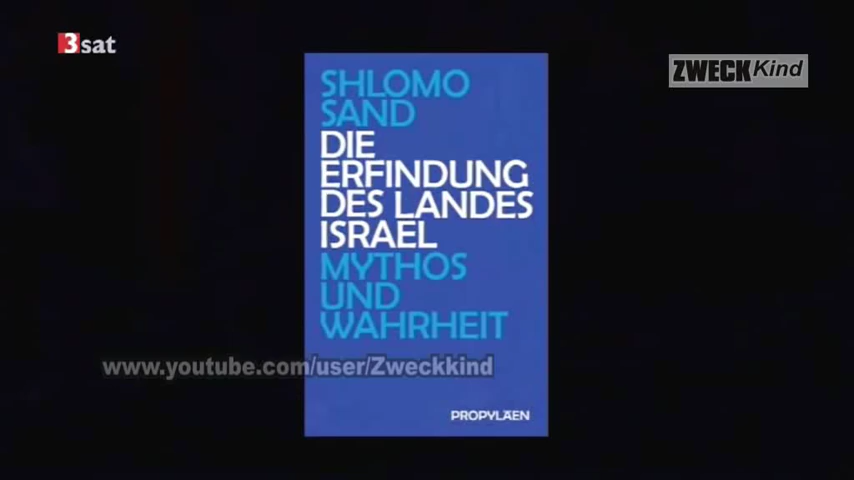 3sat
ZWECKKind
SHLOMO
SAND
DIE
ERFINDUNG
DES LANDES
ISRAEL
MYTHOS
UND
WAHRHEIT
www.youtube.com/user/Zweckkind
PROPYLÄEN